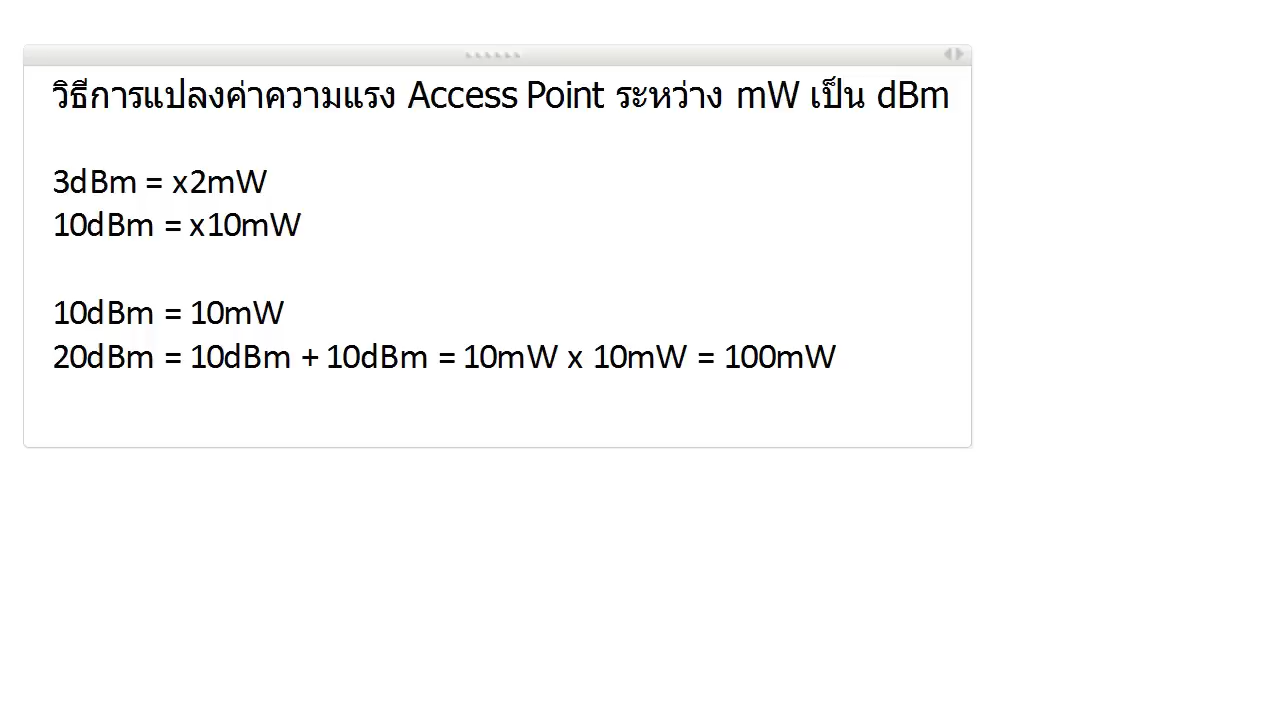 วิธีการแปลงค่าความแรง Access Point ระหว่าง mW เป็น dBm
3dBm = x2mW
10dBm = x10mW
10dBm = 10mW
20dBm = 10dBm + 10dBm = 10mW x 10mW = 100mW